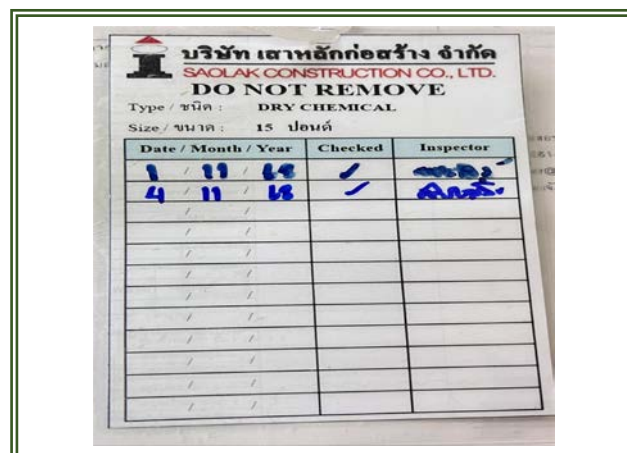 บริษัท เสาหลักก่อสร้าง จำกัด
SAOLAK CONSTRUCTION CO., LTD.
DO NOT REMOVE
Type / ชนิด : DRY CHEMICAL
Size / ขนาด : 15 ปอนด์
Date / Month / Year Checked Inspector
1 / 11 / 68 ✓
4 / 11 / 68 ✓
/ /
/ /
/ /
/ /
/ /
/ /
/ /
/ /
/ /
/ /